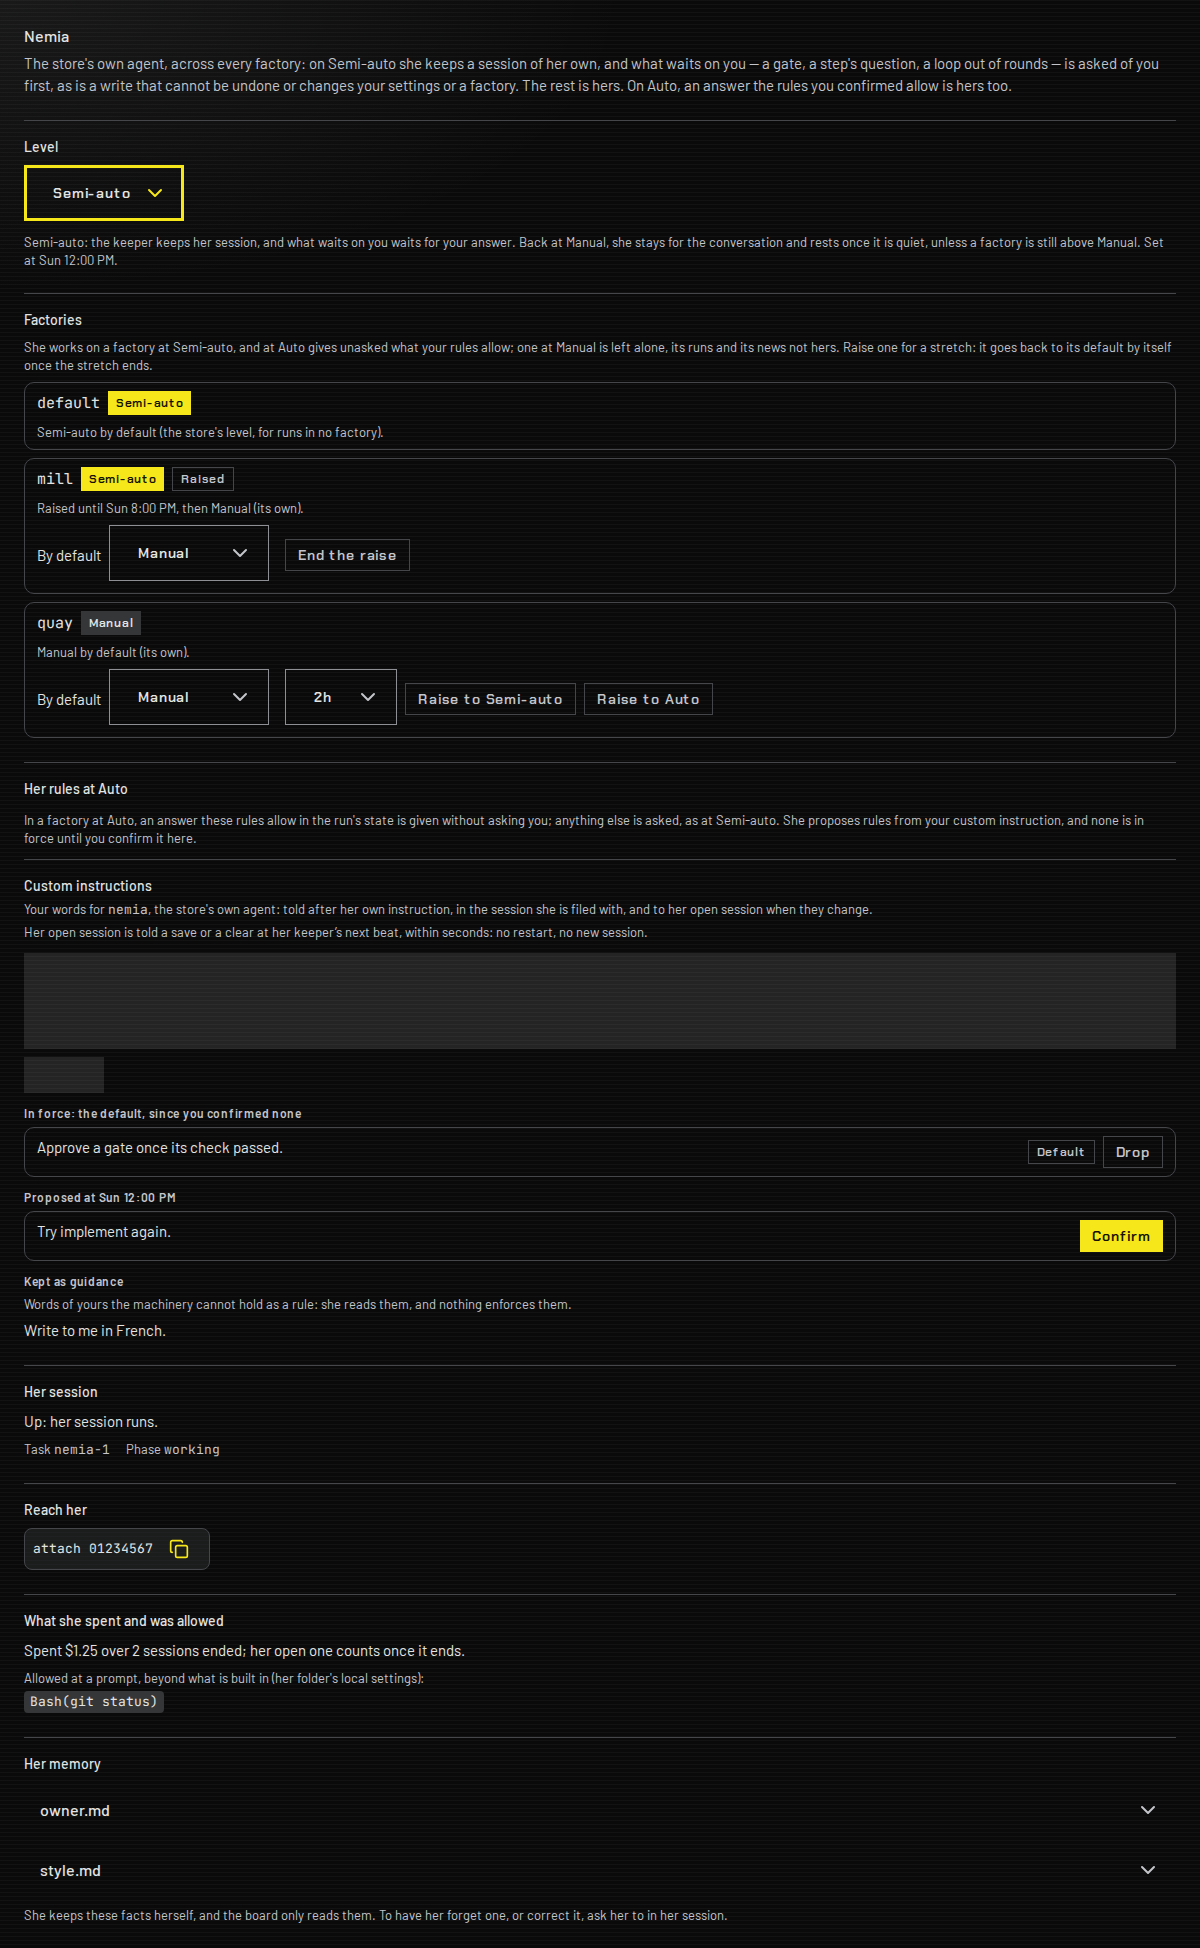 Nemia
The store's own agent, across every factory: on Semi-auto she keeps a session of her own, and what waits on you — a gate, a step's question, a loop out of rounds — is asked of you
first, as is a write that cannot be undone or changes your settings or a factory. The rest is hers. On Auto, an answer the rules you confirmed allow is hers too.
Level
Semi-auto
Semi-auto: the keeper keeps her session, and what waits on you waits for your answer. Back at Manual, she stays for the conversation and rests once it is quiet, unless a factory is still above Manual. Set
at Sun 12:00 PM.
Factories
She works on a factory at Semi-auto, and at Auto gives unasked what your rules allow; one at Manual is left alone, its runs and its news not hers. Raise one for a stretch: it goes back to its default by itself
once the stretch ends.
default Semi-auto
Semi-auto by default (the store's level, for runs in no factory).
mill Semi-auto Raised
Raised until Sun 8:00 PM, then Manual (its own).
By default Manual End the raise
quay Manual
Manual by default (its own).
By default Manual 2h Raise to Semi-auto Raise to Auto
Her rules at Auto
In a factory at Auto, an answer these rules allow in the run's state is given without asking you; anything else is asked, as at Semi-auto. She proposes rules from your custom instruction, and none is in
force until you confirm it here.
Custom instructions
Your words for nemia, the store's own agent: told after her own instruction, in the session she is filed with, and to her open session when they change.
Her open session is told a save or a clear at her keeper's next beat, within seconds: no restart, no new session.
In force: the default, since you confirmed none
Approve a gate once its check passed. Default Drop
Proposed at Sun 12:00 PM
Try implement again. Confirm
Kept as guidance
Words of yours the machinery cannot hold as a rule: she reads them, and nothing enforces them.
Write to me in French.
Her session
Up: her session runs.
Task nemia-1 Phase working
Reach her
attach 01234567
What she spent and was allowed
Spent $1.25 over 2 sessions ended; her open one counts once it ends.
Allowed at a prompt, beyond what is built in (her folder's local settings):
Bash(git status)
Her memory
owner.md
style.md
She keeps these facts herself, and the board only reads them. To have her forget one, or correct it, ask her to in her session.